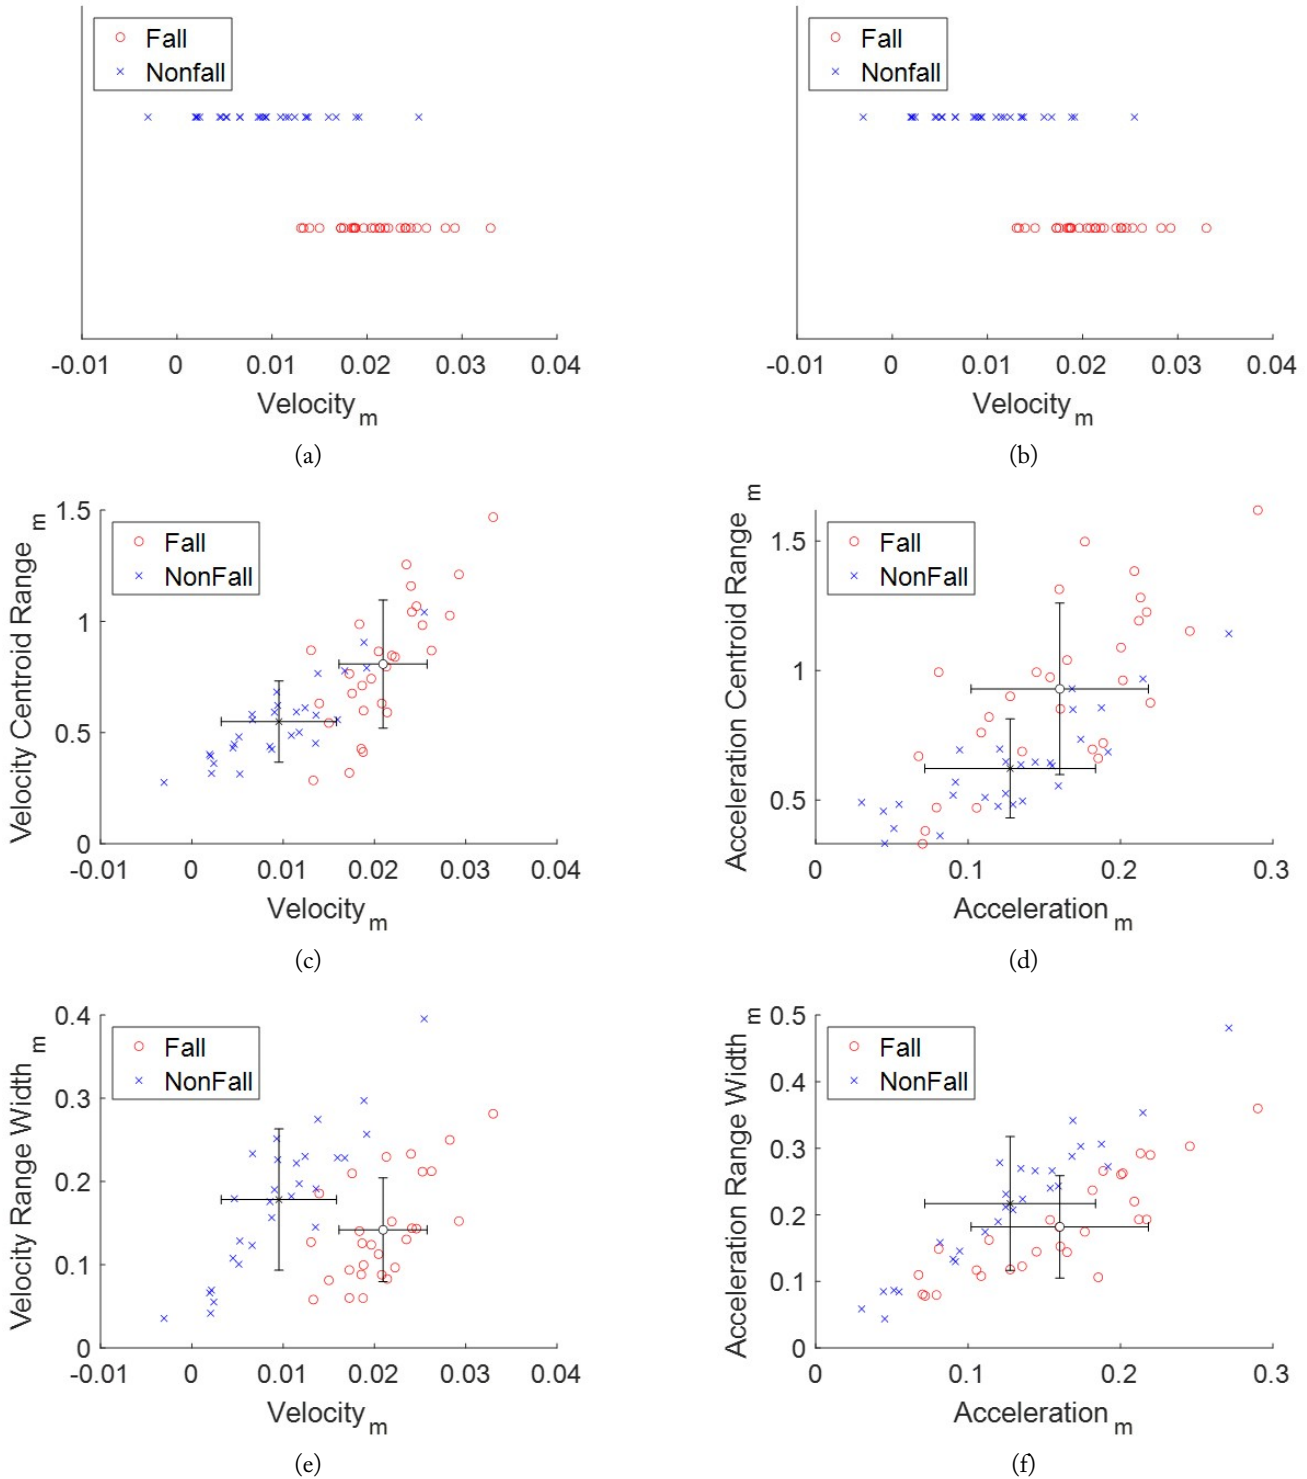 Fall
Nonfall
-0.01 0 0.01 0.02 0.03 0.04
Velocity m
(a)
Fall
Nonfall
-0.01 0 0.01 0.02 0.03 0.04
Velocity m
(b)
Velocity Centroid Range m
1.5
1
0.5
0
Fall
NonFall
-0.01 0 0.01 0.02 0.03 0.04
Velocity m
(c)
Acceleration Centroid Range m
1.5
1
0.5
Fall
NonFall
0 0.1 0.2 0.3
Acceleration m
(d)
Velocity Range Width m
0.4
0.3
0.2
0.1
0
Fall
NonFall
-0.01 0 0.01 0.02 0.03 0.04
Velocity m
(e)
Acceleration Range Width m
0.5
0.4
0.3
0.2
0.1
0
Fall
NonFall
0 0.1 0.2 0.3
Acceleration m
(f)